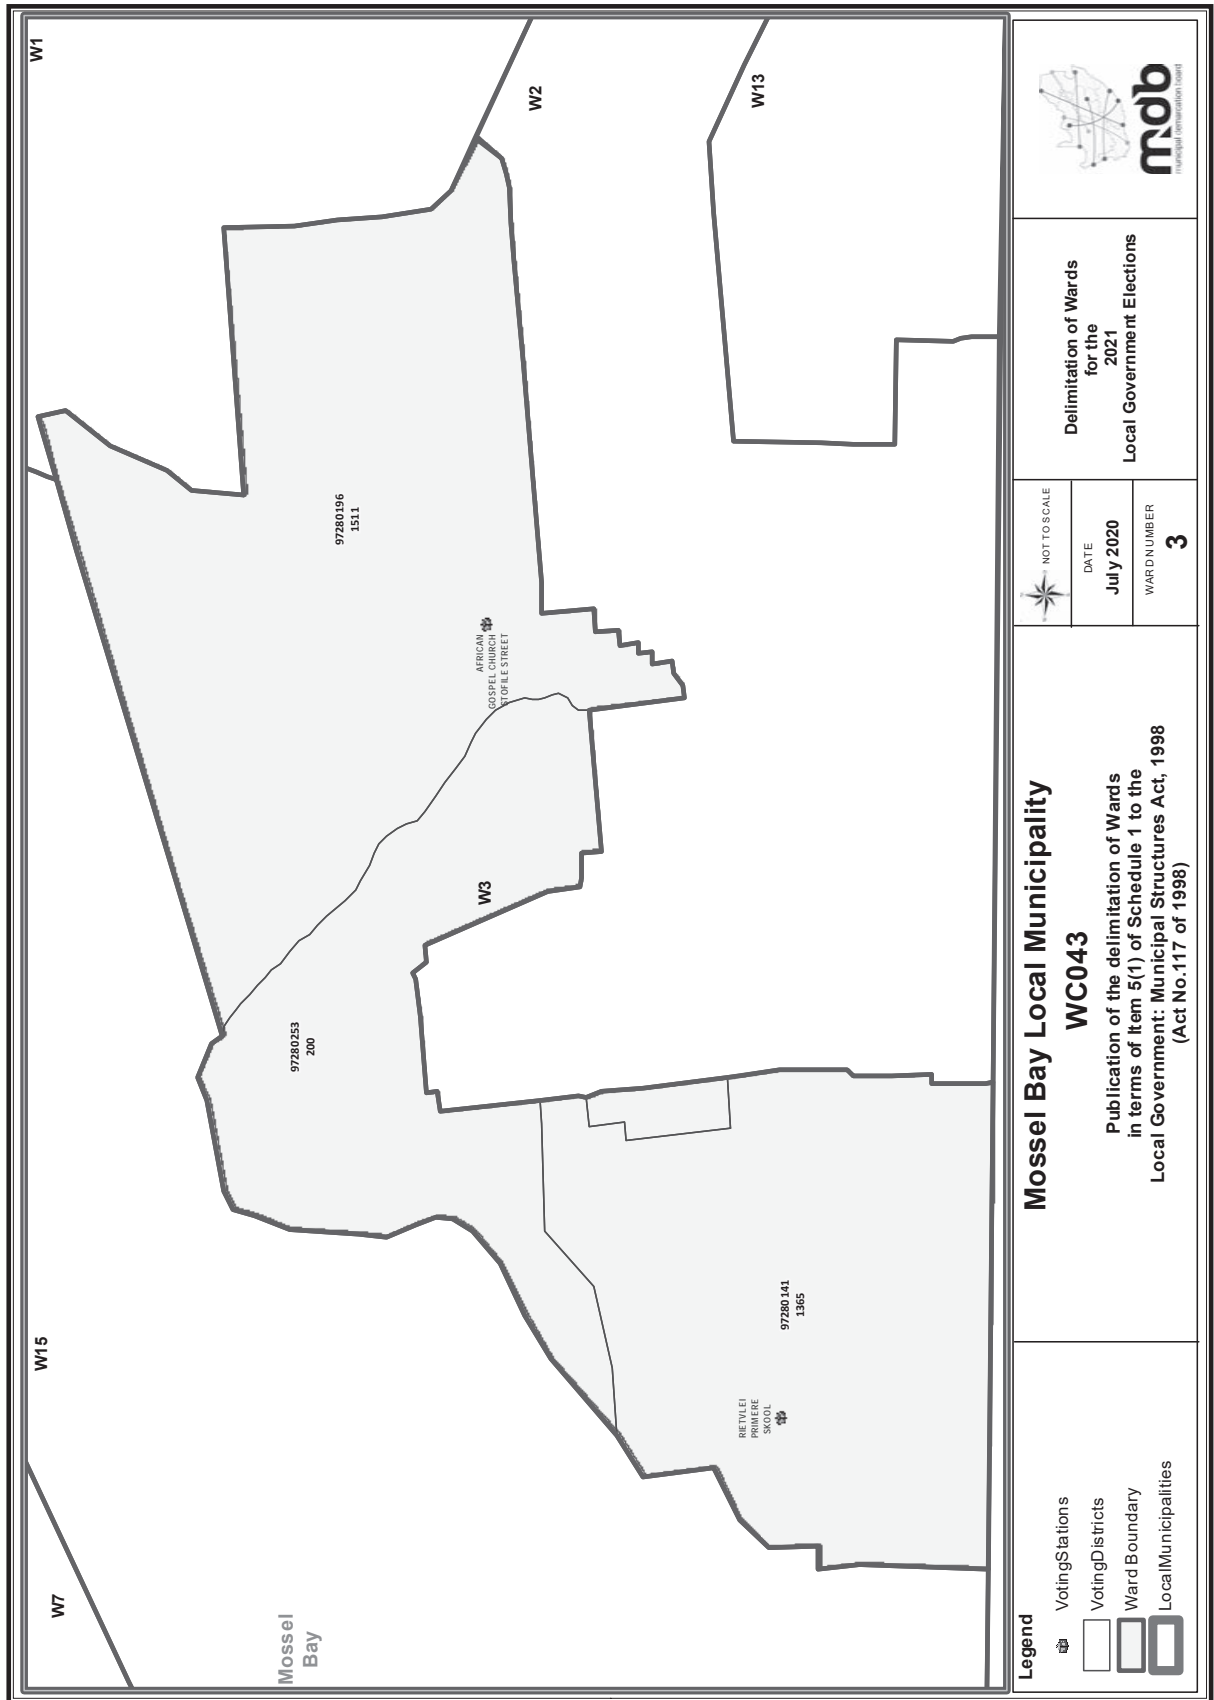 W1
W2
W13
W15
W7
Mossel
Bay
97280196
1511
AFRICAN
GOSPEL CHURCH
STOFILE STREET
W3
97280253
200
97280141
1365
RIETVLEI
PRIMERE
SKOOL
Legend
VotingStations
VotingDistricts
Ward Boundary
LocalMunicipalities
Mossel Bay Local Municipality
WC043
Publication of the delimitation of Wards
in terms of Item 5(1) of Schedule 1 to the
Local Government: Municipal Structures Act, 1998
(Act No.117 of 1998)
NOT TO SCALE
DATE
July 2020
WARD NUMBER
3
Delimitation of Wards
for the
2021
Local Government Elections
mdb
municipal demarcation board